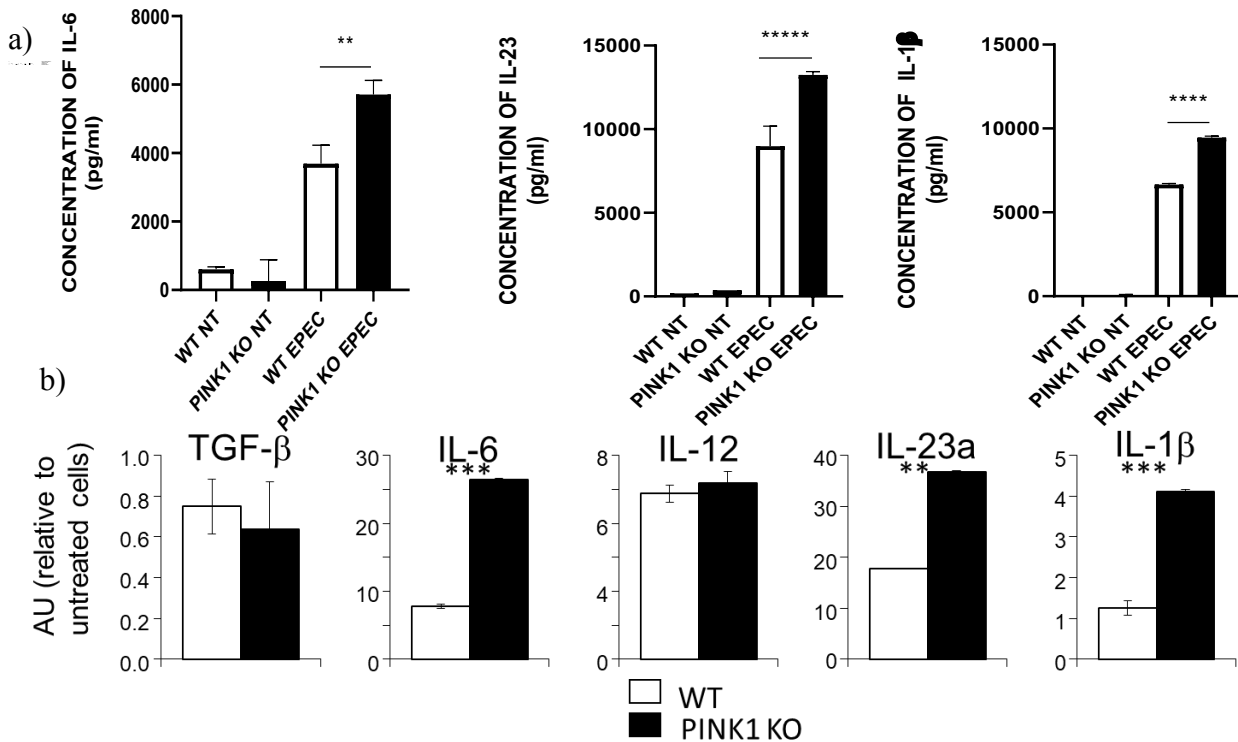 a)
CONCENTRATION OF IL-6
(pg/ml)
8000
6000
4000
2000
0
**
WT NT
PINK1 KO NT
WT EPEC
PINK1 KO EPEC
CONCENTRATION OF IL-23
(pg/ml)
15000
10000
5000
0
*****
WT NT
PINK1 KO NT
WT EPEC
PINK1 KO EPEC
CONCENTRATION OF IL-1β
(pg/ml)
15000
10000
5000
0
****
WT NT
PINK1 KO NT
WT EPEC
PINK1 KO EPEC
b)
AU (relative to
untreated cells)
TGF-β
1.0
0.8
0.6
0.4
0.2
0.0
IL-6
***
30
20
10
0
IL-12
8
6
4
2
0
IL-23a
**
40
30
20
10
0
IL-1β
***
5
4
3
2
1
0
WT
PINK1 KO